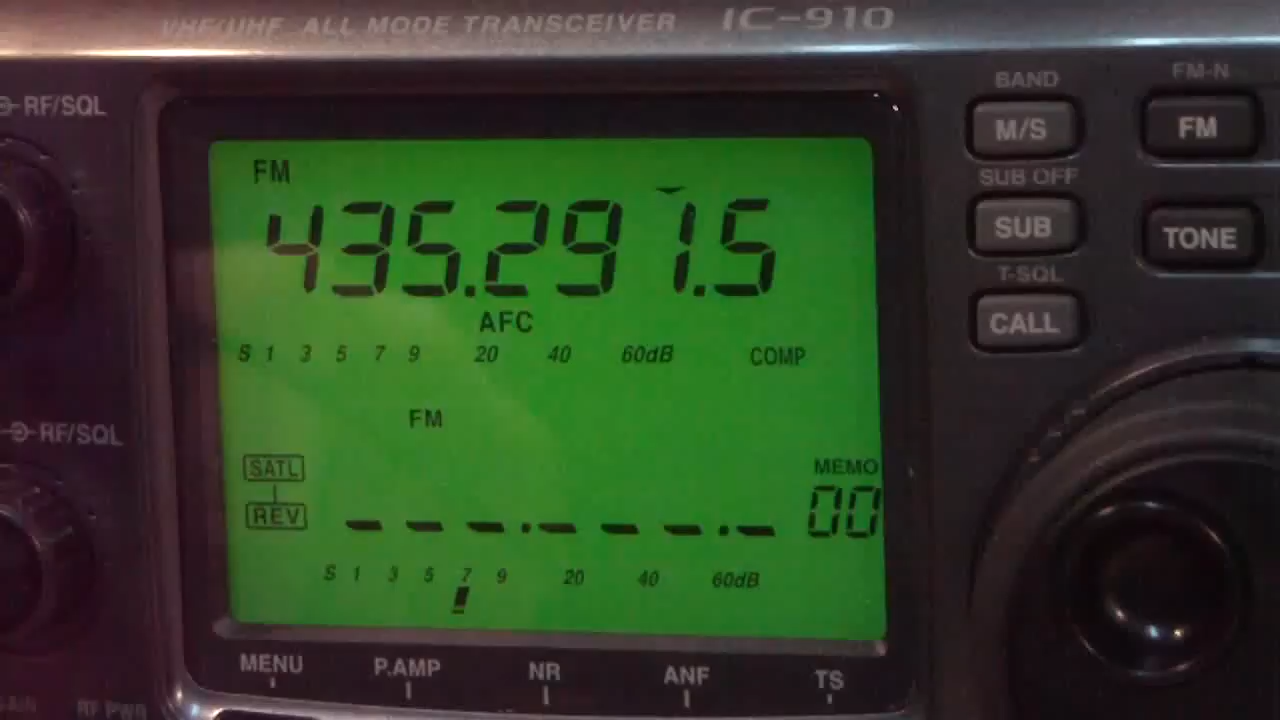 VHF/UHF ALL MODE TRANSCEIVER IC-910
BAND
FM-N
RF/SQL
M/S
FM
FM
SUB OFF
435.291.5
SUB
TONE
T-SQL
AFC
CALL
S 1 3 5 7 9 20 40 60dB COMP
FM
RF/SQL
SATL
MEMO
REV
-- -- --.-- -- --.--
00
S 1 3 5 7 9 20 40 60dB
MENU P.AMP NR ANF TS
RF PWR